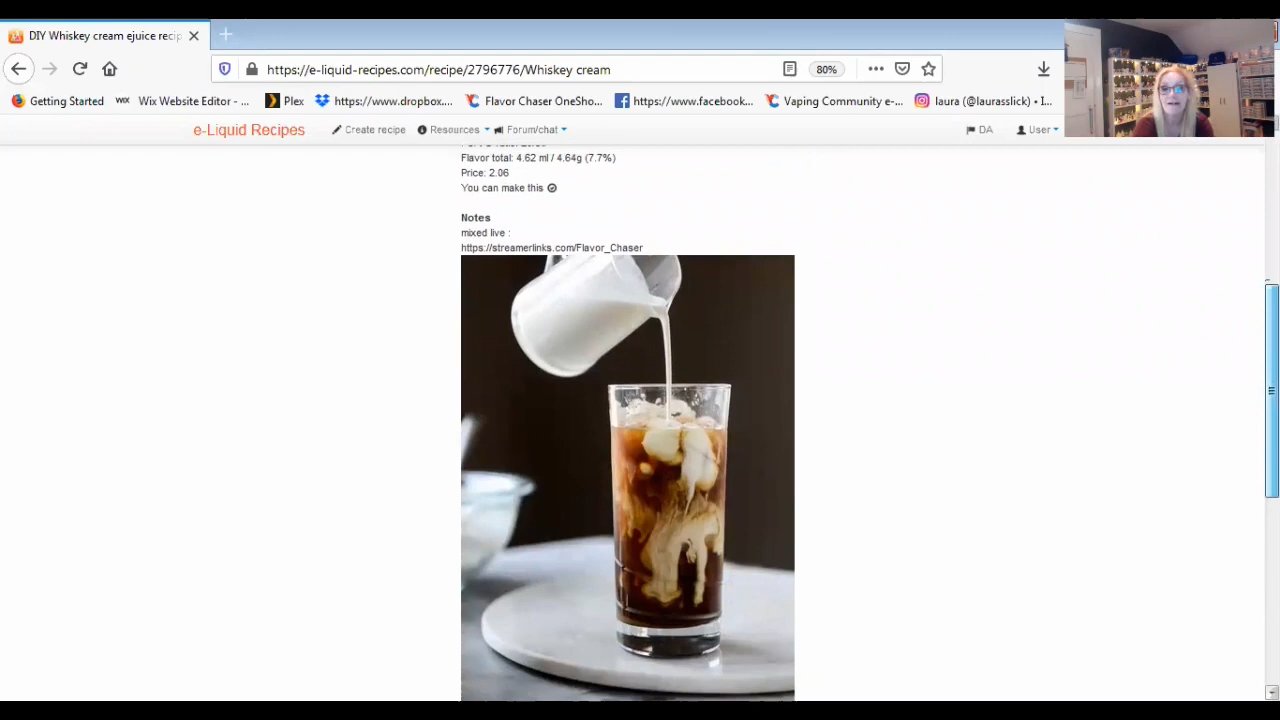 DIY Whiskey cream ejuice recip
https://e-liquid-recipes.com/recipe/2796776/Whiskey cream
80%
Getting Started
WIX Wix Website Editor - ...
Plex
https://www.dropbox....
Flavor Chaser OneSho...
https://www.facebook...
Vaping Community e-...
laura (@laurasslick) • I...
e-Liquid Recipes
Create recipe
Resources
Forum/chat
DA
User
Flavor total: 4.62 ml / 4.64g (7.7%)
Price: 2.06
You can make this
Notes
mixed live :
https://streamerlinks.com/Flavor_Chaser